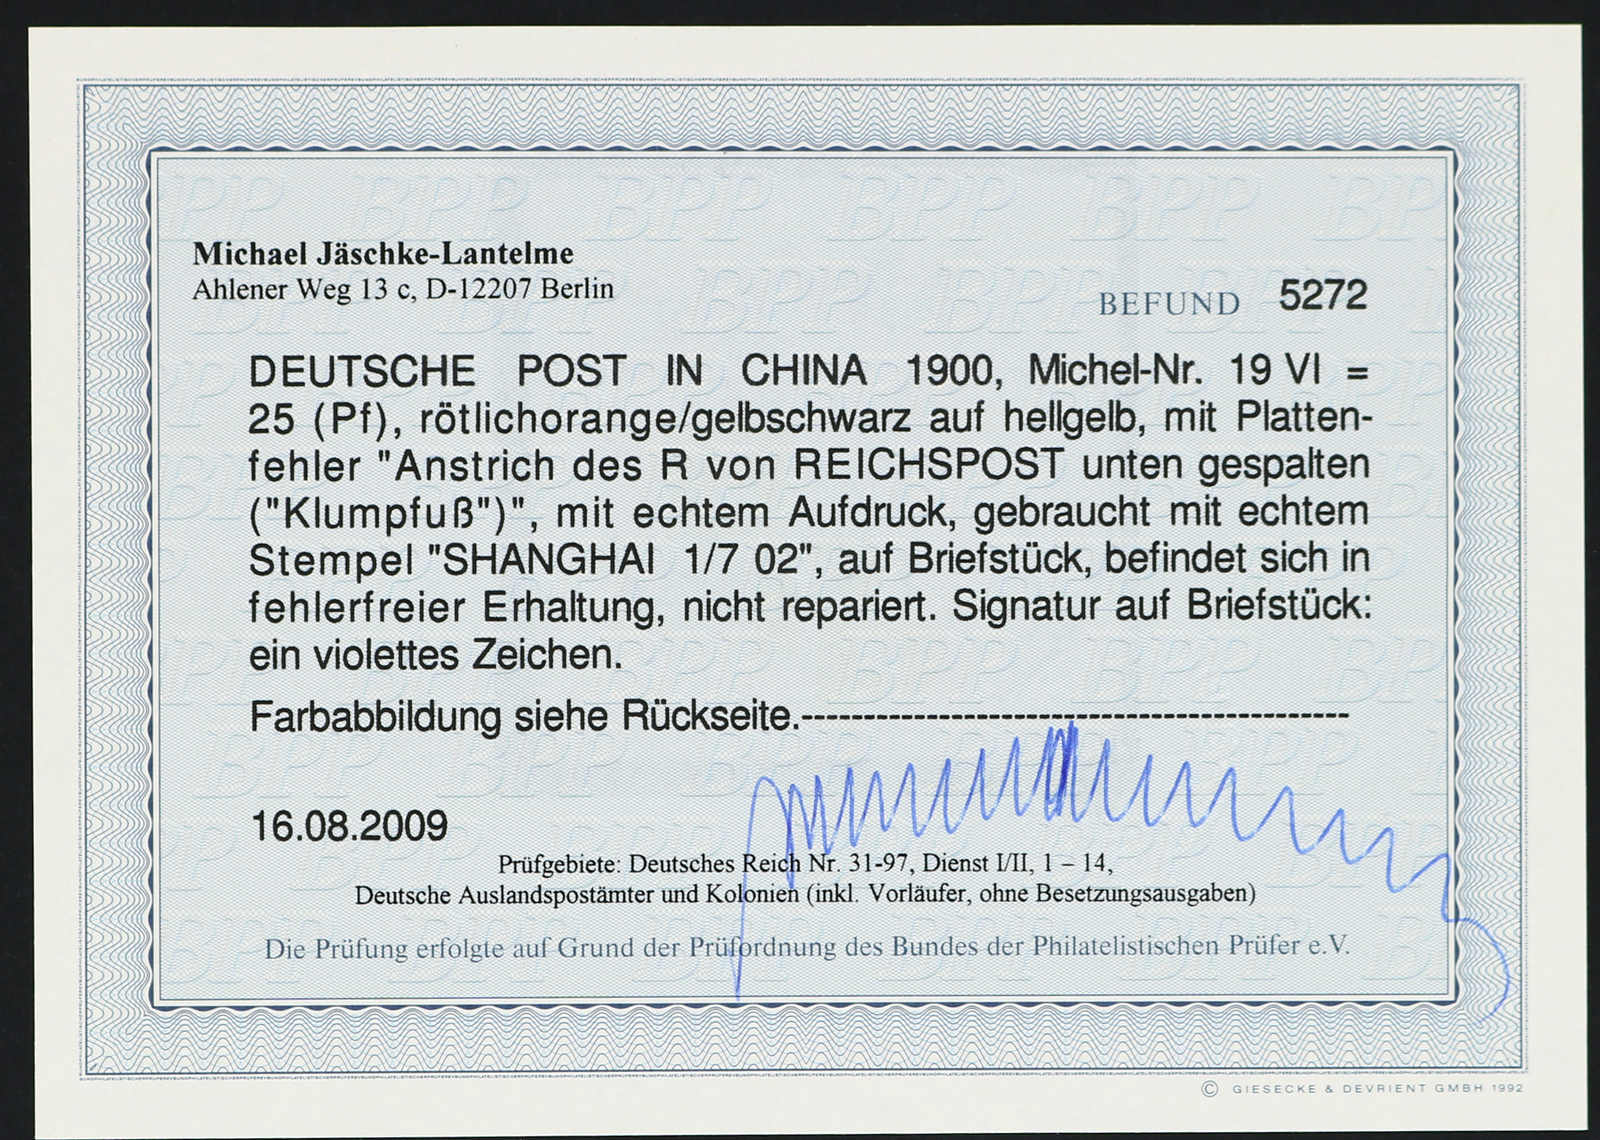 Michael Jäschke-Lantelme
Ahlener Weg 13 c, D-12207 Berlin
BEFUND 5272
DEUTSCHE POST IN CHINA 1900, Michel-Nr. 19 VI =
25 (Pf), rötlichorange/gelbschwarz auf hellgelb, mit Platten-
fehler "Anstrich des R von REICHSPOST unten gespalten
("Klumpfuß")", mit echtem Aufdruck, gebraucht mit echtem
Stempel "SHANGHAI 1/7 02", auf Briefstück, befindet sich in
fehlerfreier Erhaltung, nicht repariert. Signatur auf Briefstück:
ein violettes Zeichen.
Farbabbildung siehe Rückseite.--------------------------------------------
16.08.2009
Prüfgebiete: Deutsches Reich Nr. 31-97, Dienst I/II, 1 – 14,
Deutsche Auslandspostämter und Kolonien (inkl. Vorläufer, ohne Besetzungsausgaben)
Die Prüfung erfolgte auf Grund der Prüfordnung des Bundes der Philatelistischen Prüfer e.V.
© GIESECKE & DEVRIENT GMBH 1992